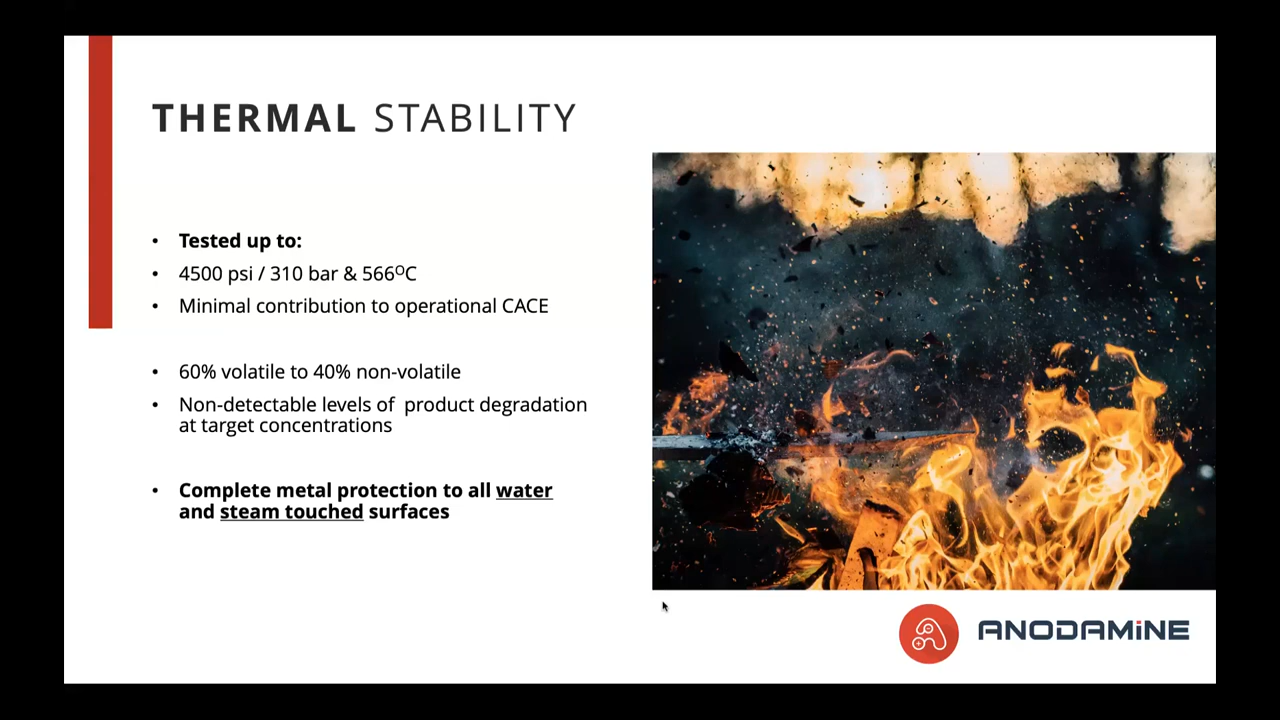 THERMAL STABILITY
• Tested up to:
• 4500 psi / 310 bar & 566ᴼC
• Minimal contribution to operational CACE
• 60% volatile to 40% non-volatile
• Non-detectable levels of  product degradation
at target concentrations
• Complete metal protection to all water
and steam touched surfaces
ANODAMiNE